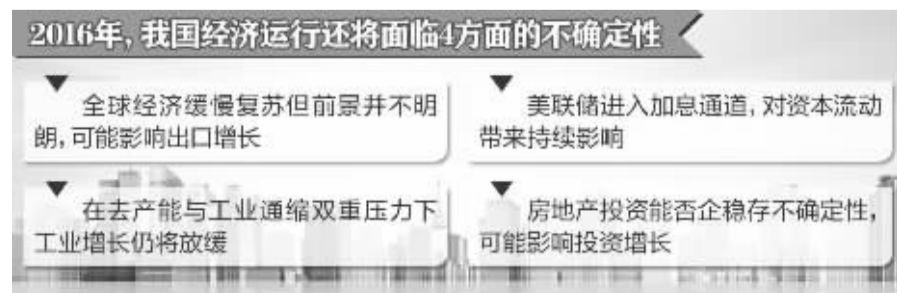 2016年，我国经济运行还将面临4方面的不确定性
全球经济缓慢复苏但前景并不明
朗，可能影响出口增长
美联储进入加息通道，对资本流动
带来持续影响
在去产能与工业通缩双重压力下
工业增长仍将放缓
房地产投资能否企稳存不确定性，
可能影响投资增长